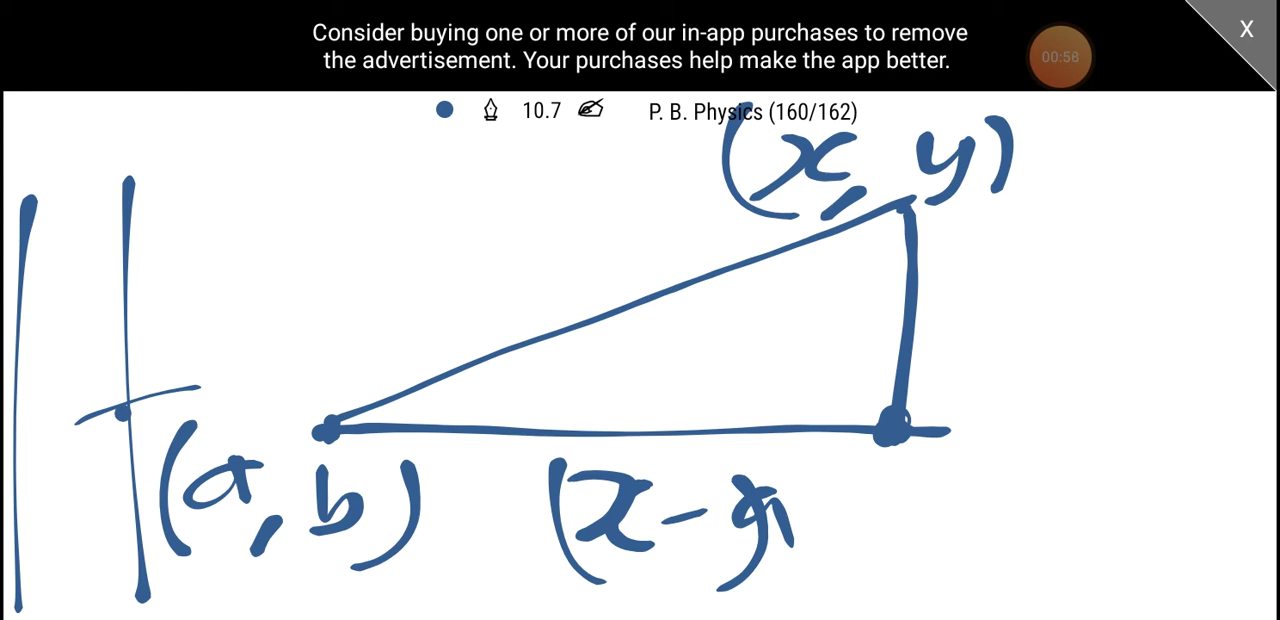 Consider buying one or more of our in-app purchases to remove
the advertisement. Your purchases help make the app better.
X
00:58
10.7
P. B. Physics (160/162)
(x, y)
(a, b)